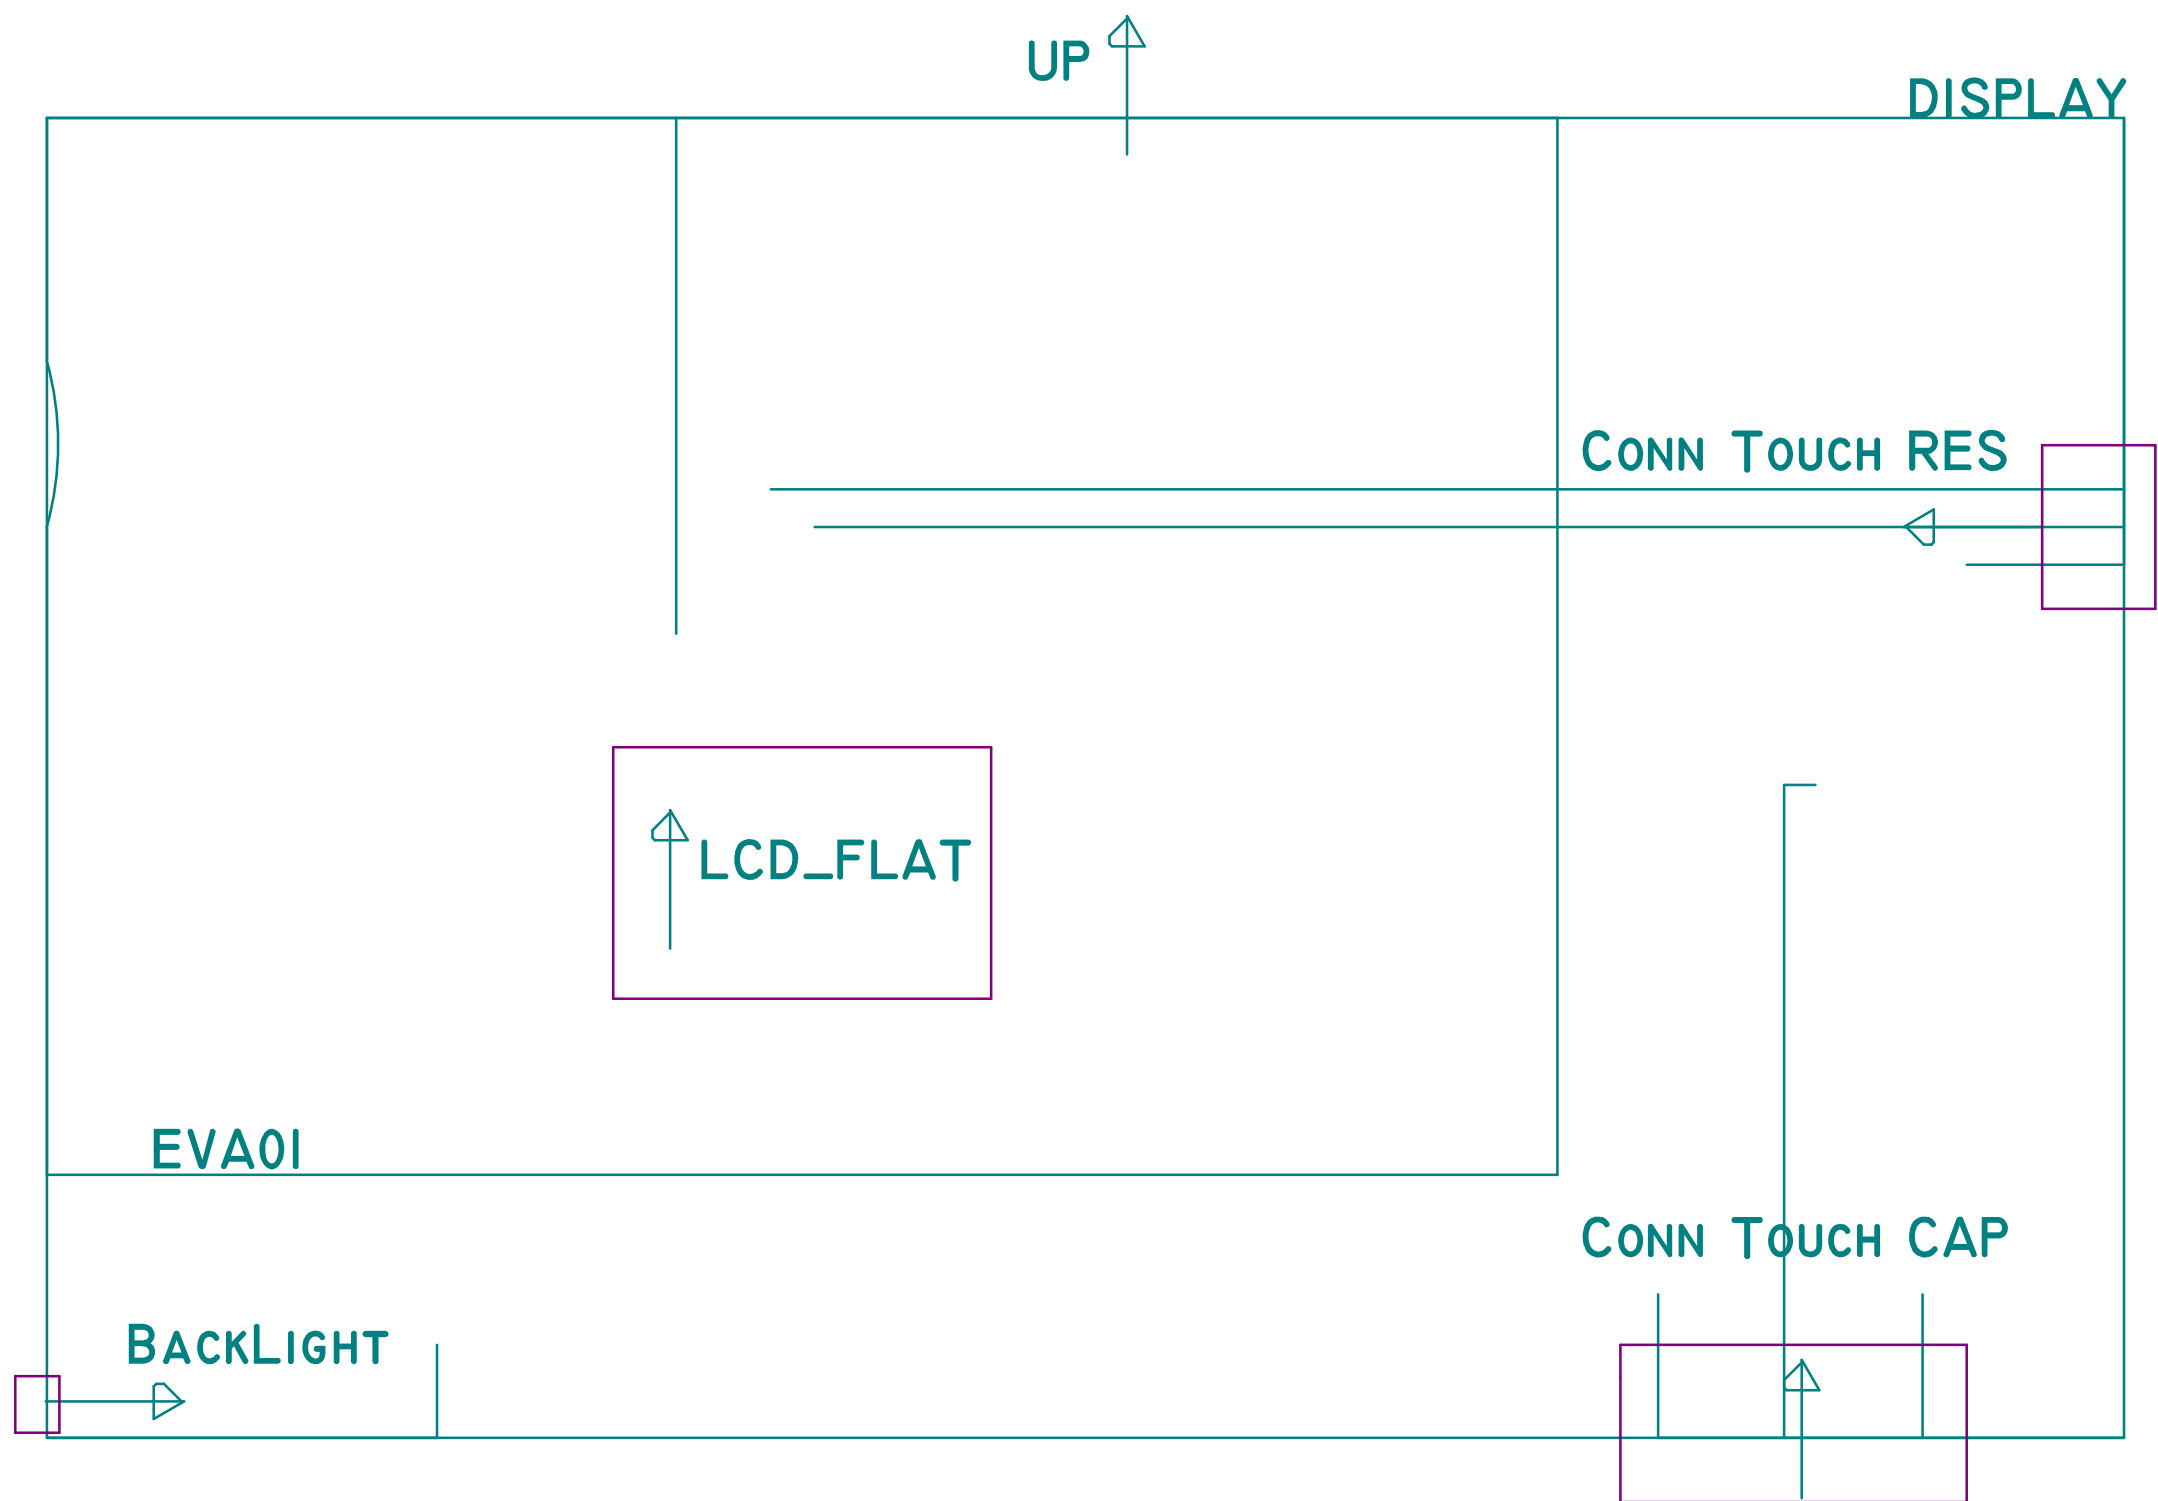 UP
DISPLAY
Conn Touch RES
LCD_FLAT
EVA01
Conn Touch CAP
BackLight